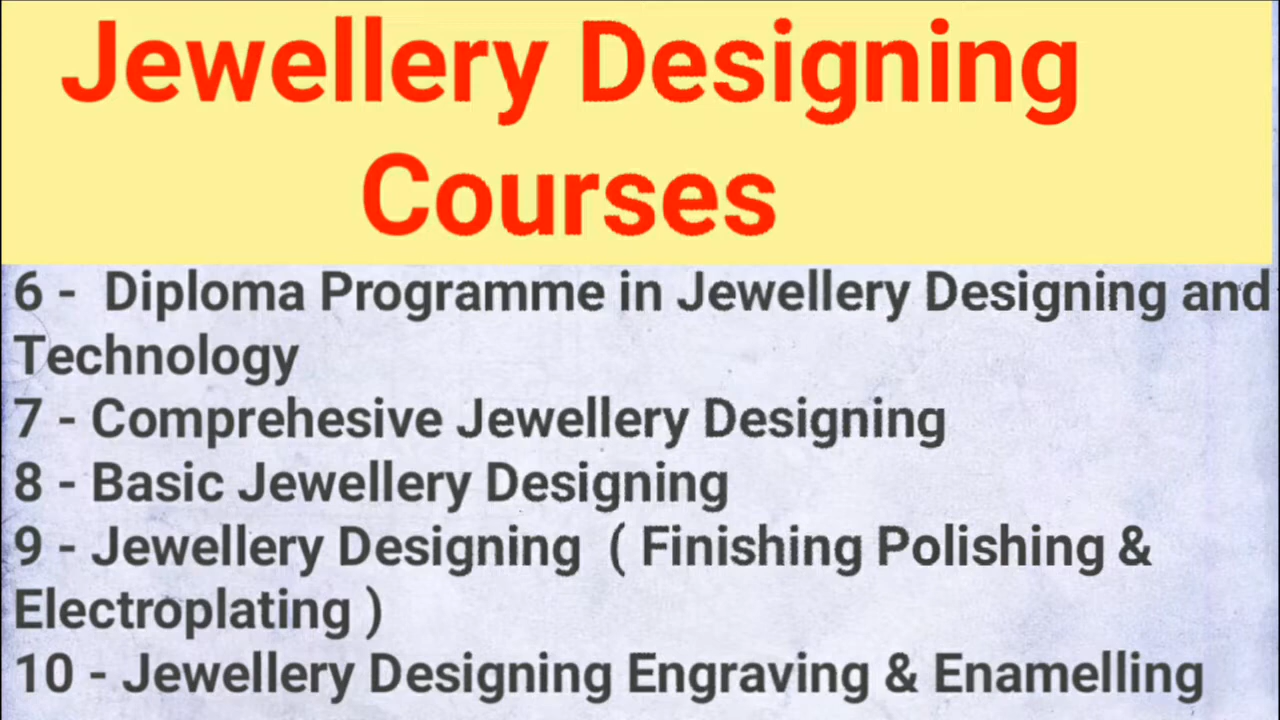 Jewellery Designing
Courses
6 - Diploma Programme in Jewellery Designing and
Technology
7 - Comprehesive Jewellery Designing
8 - Basic Jewellery Designing
9 - Jewellery Designing ( Finishing Polishing &
Electroplating )
10 - Jewellery Designing Engraving & Enamelling